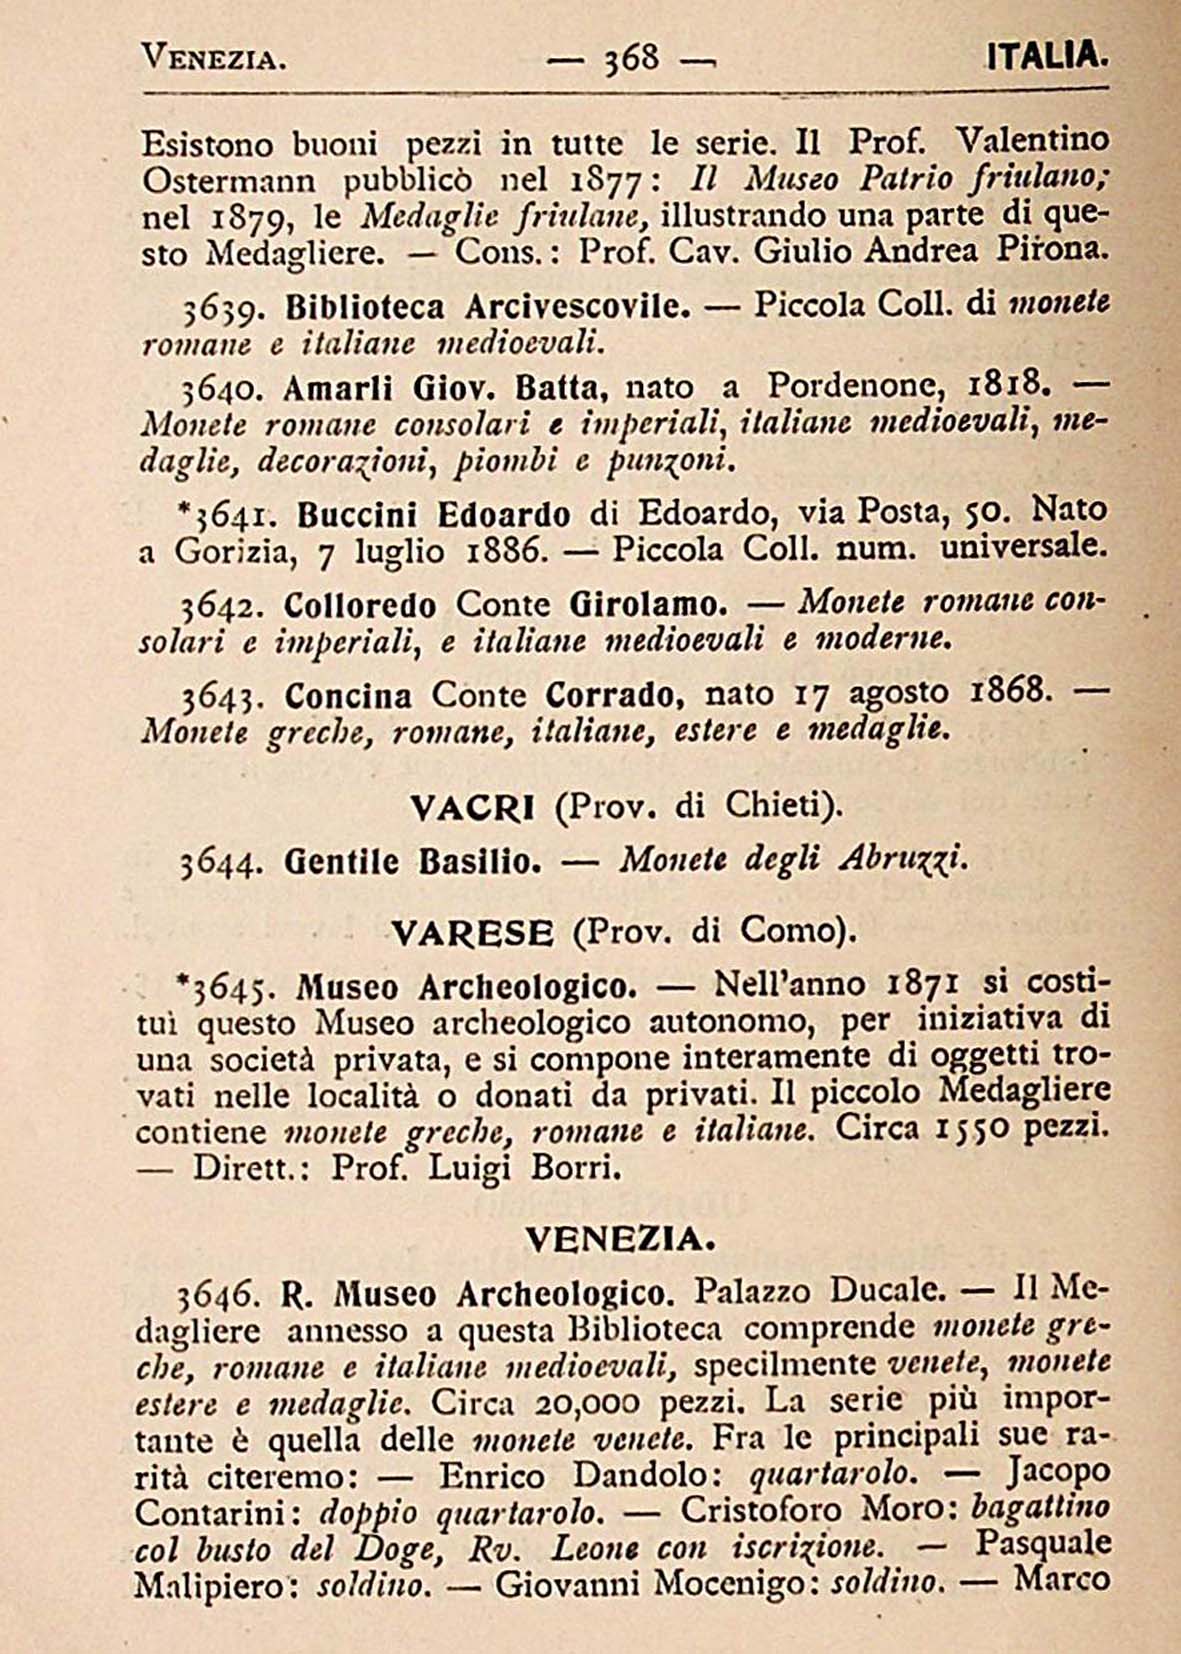 VENEZIA. — 368 — ITALIA.
Esistono buoni pezzi in tutte le serie. Il Prof. Valentino
Ostermann pubblicò nel 1877: Il Museo Patrio friulano;
nel 1879, le Medaglie friulane, illustrando una parte di que-
sto Medagliere. — Cons.: Prof. Cav. Giulio Andrea Pirona.
3639. Biblioteca Arcivescovile. — Piccola Coll. di monete
romane e italiane medioevali.
3640. Amarli Giov. Batta, nato a Pordenone, 1818. —
Monete romane consolari e imperiali, italiane medioevali, me-
daglie, decorazioni, piombi e punzoni.
*3641. Buccini Edoardo di Edoardo, via Posta, 50. Nato
a Gorizia, 7 luglio 1886. — Piccola Coll. num. universale.
3642. Colloredo Conte Girolamo. — Monete romane con-
solari e imperiali, e italiane medioevali e moderne.
3643. Concina Conte Corrado, nato 17 agosto 1868. —
Monete greche, romane, italiane, estere e medaglie.
VACRI (Prov. di Chieti).
3644. Gentile Basilio. — Monete degli Abruzzi.
VARESE (Prov. di Como).
*3645. Museo Archeologico. — Nell'anno 1871 si costi-
tuì questo Museo archeologico autonomo, per iniziativa di
una società privata, e si compone interamente di oggetti tro-
vati nelle località o donati da privati. Il piccolo Medagliere
contiene monete greche, romane e italiane. Circa 1550 pezzi.
— Dirett.: Prof. Luigi Borri.
VENEZIA.
3646. R. Museo Archeologico. Palazzo Ducale. — Il Me-
dagliere annesso a questa Biblioteca comprende monete gre-
che, romane e italiane medioevali, specilmente venete, monete
estere e medaglie. Circa 20,000 pezzi. La serie più impor-
tante è quella delle monete venete. Fra le principali sue ra-
rità citeremo: — Enrico Dandolo: quartarolo. — Jacopo
Contarini: doppio quartarolo. — Cristoforo Moro: bagattino
col busto del Doge, Rv. Leone con iscrizione. — Pasquale
Malipiero: soldino. — Giovanni Mocenigo: soldino. — Marco